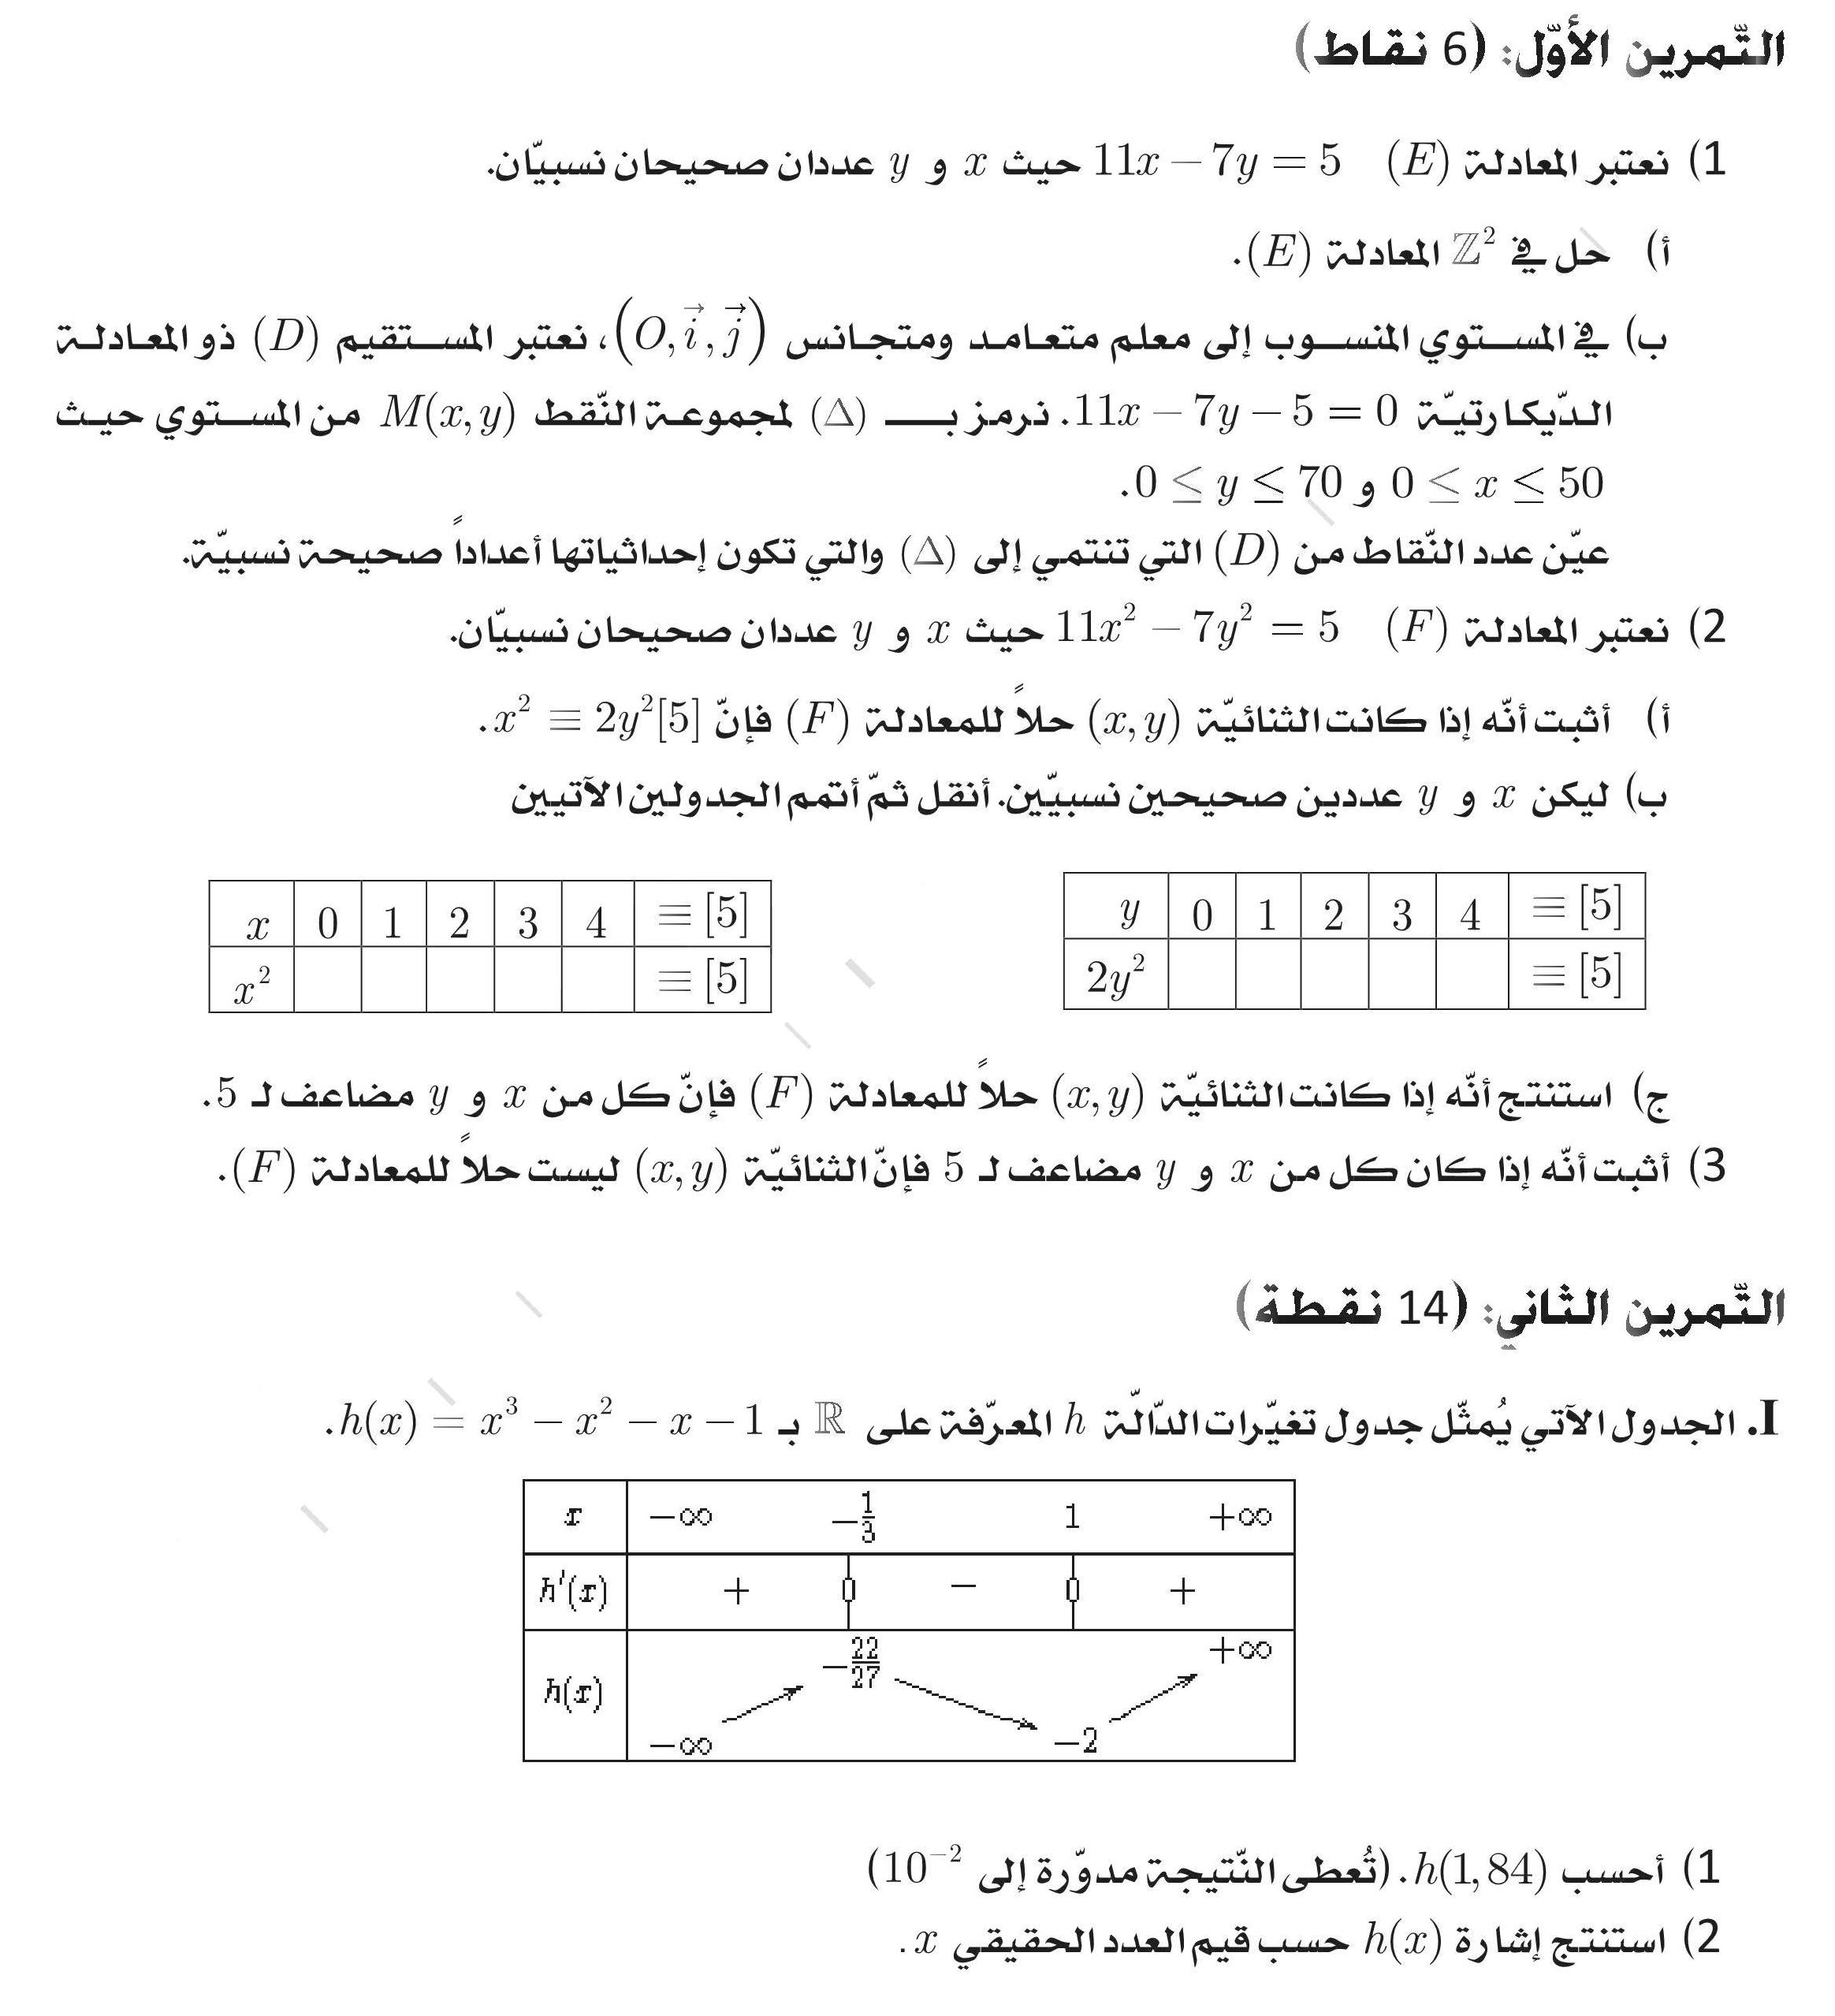 التّمرين الأوّل: (6 نقاط)
1) نعتبر المعادلة (E) 11x − 7y = 5 حيث x و y عددان صحيحان نسبيّان.
أ) حل في ℤ² المعادلة (E).
ب) في المستوي المنسوب إلى معلم متعامد ومتجانس (O, i⃗, j⃗)، نعتبر المستقيم (D) ذو المعادلة
الدّيكارتيّة 11x − 7y − 5 = 0. نرمز بـ (Δ) لمجموعة النّقط M(x, y) من المستوي حيث
0 ≤ x ≤ 50 و 0 ≤ y ≤ 70.
عيّن عدد النّقاط من (D) التي تنتمي إلى (Δ) والتي تكون إحداثياتها أعداداً صحيحة نسبيّة.
2) نعتبر المعادلة (F) 11x² − 7y² = 5 حيث x و y عددان صحيحان نسبيّان.
أ) أثبت أنّه إذا كانت الثنائيّة (x, y) حلاً للمعادلة (F) فإنّ x² ≡ 2y²[5].
ب) ليكن x و y عددين صحيحين نسبيّين. أنقل ثمّ أتمم الجدولين الآتيين
y 0 1 2 3 4 ≡ [5]
2y² ≡ [5]
x 0 1 2 3 4 ≡ [5]
x² ≡ [5]
ج) استنتج أنّه إذا كانت الثنائيّة (x, y) حلاً للمعادلة (F) فإنّ كل من x و y مضاعف لـ 5.
3) أثبت أنّه إذا كان كل من x و y مضاعف لـ 5 فإنّ الثنائيّة (x, y) ليست حلاً للمعادلة (F).
التّمرين الثاني: (14 نقطة)
I. الجدول الآتي يُمثّل جدول تغيّرات الدّالّة h المعرّفة على ℝ بـ h(x) = x³ − x² − x − 1.
x −∞ −1/3 1 +∞
h'(x) + 0 − 0 +
h(x) −∞ −22/27 −2 +∞
1) أحسب h(1,84). (تُعطى النّتيجة مدوّرة إلى 10⁻²)
2) استنتج إشارة h(x) حسب قيم العدد الحقيقي x.